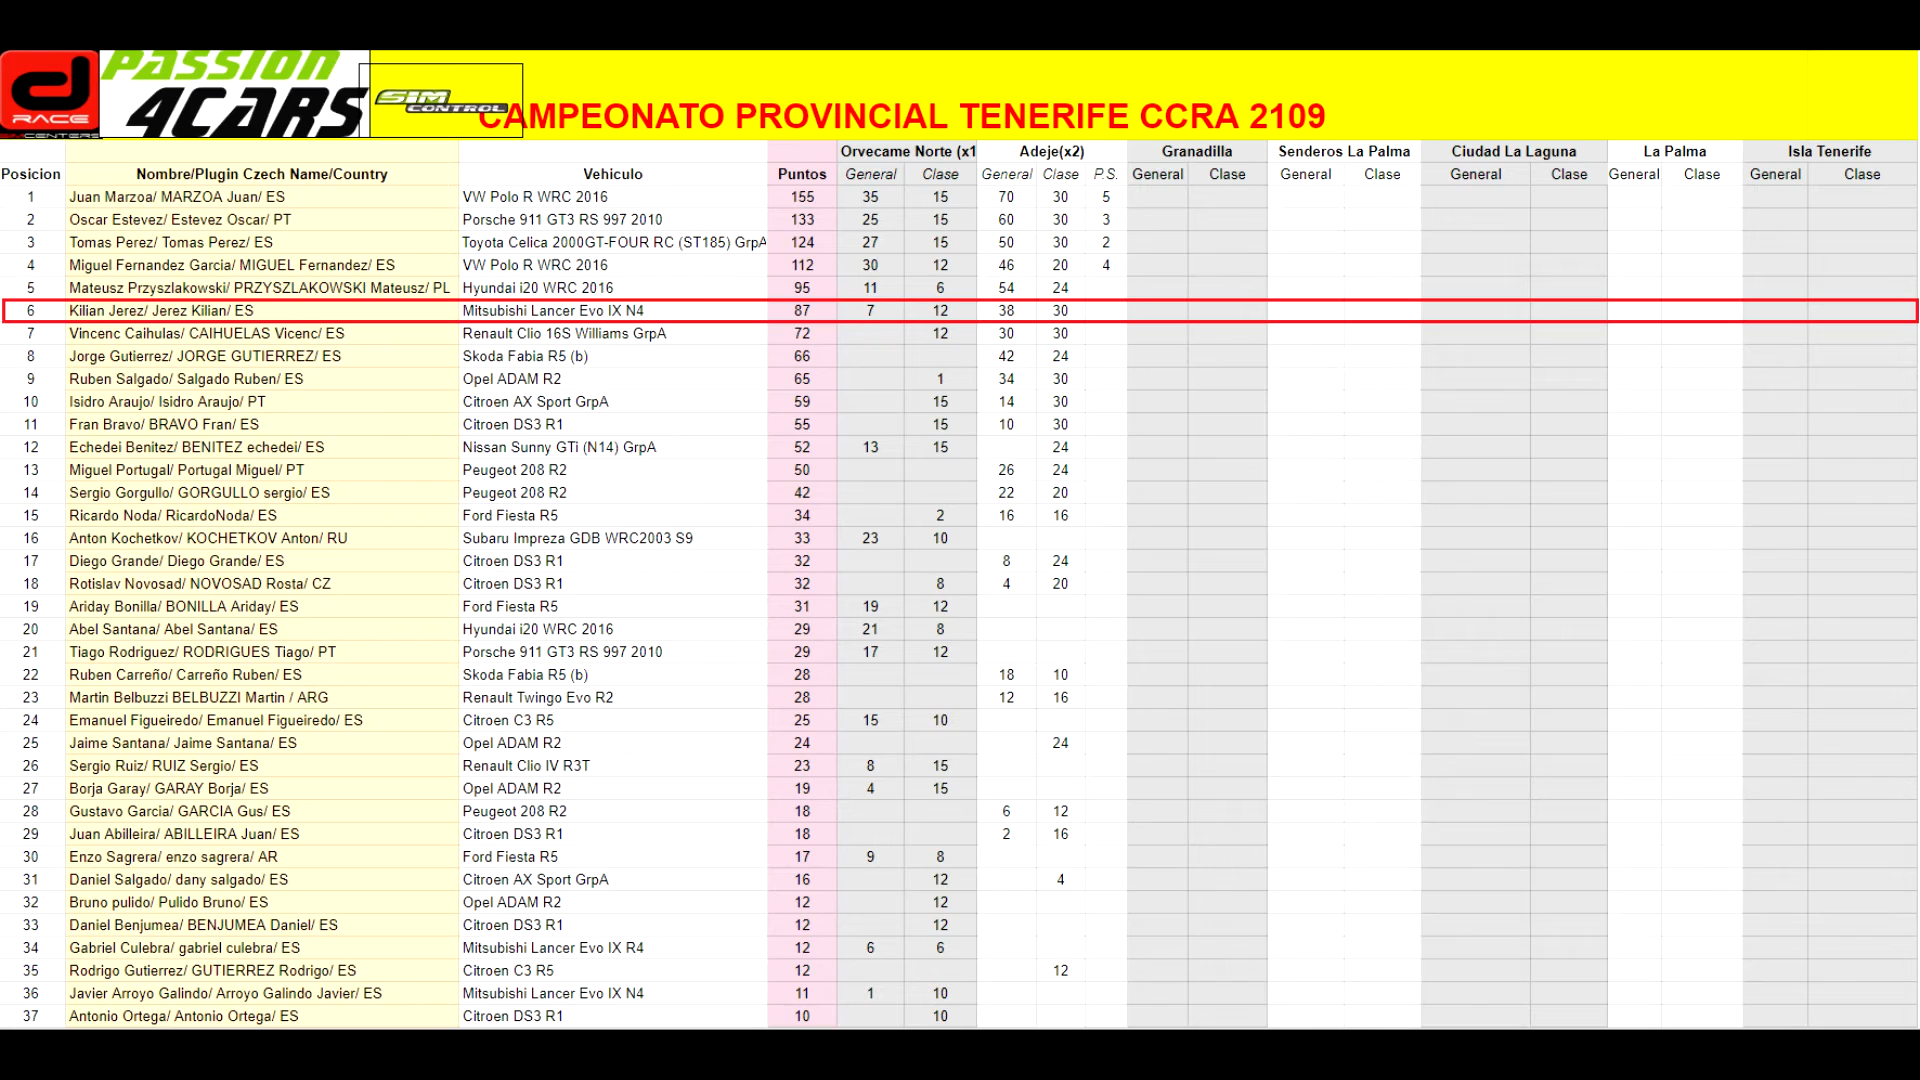 d RACE SIMCENTERS
PASSION 4CARS
SIM CONTROL
CAMPEONATO PROVINCIAL TENERIFE CCRA 2109
Orvecame Norte (x1 Adeje(x2) Granadilla Senderos La Palma Ciudad La Laguna La Palma Isla Tenerife
Posicion Nombre/Plugin Czech Name/Country Vehiculo Puntos General Clase General Clase P.S. General Clase General Clase General Clase General Clase General Clase
1 Juan Marzoa/ MARZOA Juan/ ES VW Polo R WRC 2016 155 35 15 70 30 5
2 Oscar Estevez/ Estevez Oscar/ PT Porsche 911 GT3 RS 997 2010 133 25 15 60 30 3
3 Tomas Perez/ Tomas Perez/ ES Toyota Celica 2000GT-FOUR RC (ST185) GrpA 124 27 15 50 30 2
4 Miguel Fernandez Garcia/ MIGUEL Fernandez/ ES VW Polo R WRC 2016 112 30 12 46 20 4
5 Mateusz Przyszlakowski/ PRZYSZLAKOWSKI Mateusz/ PL Hyundai i20 WRC 2016 95 11 6 54 24
6 Kilian Jerez/ Jerez Kilian/ ES Mitsubishi Lancer Evo IX N4 87 7 12 38 30
7 Vincenc Caihulas/ CAIHUELAS Vicenc/ ES Renault Clio 16S Williams GrpA 72 12 30 30
8 Jorge Gutierrez/ JORGE GUTIERREZ/ ES Skoda Fabia R5 (b) 66 42 24
9 Ruben Salgado/ Salgado Ruben/ ES Opel ADAM R2 65 1 34 30
10 Isidro Araujo/ Isidro Araujo/ PT Citroen AX Sport GrpA 59 15 14 30
11 Fran Bravo/ BRAVO Fran/ ES Citroen DS3 R1 55 15 10 30
12 Echedei Benitez/ BENITEZ echedei/ ES Nissan Sunny GTi (N14) GrpA 52 13 15 24
13 Miguel Portugal/ Portugal Miguel/ PT Peugeot 208 R2 50 26 24
14 Sergio Gorgullo/ GORGULLO sergio/ ES Peugeot 208 R2 42 22 20
15 Ricardo Noda/ RicardoNoda/ ES Ford Fiesta R5 34 2 16 16
16 Anton Kochetkov/ KOCHETKOV Anton/ RU Subaru Impreza GDB WRC2003 S9 33 23 10
17 Diego Grande/ Diego Grande/ ES Citroen DS3 R1 32 8 24
18 Rotislav Novosad/ NOVOSAD Rosta/ CZ Citroen DS3 R1 32 8 4 20
19 Ariday Bonilla/ BONILLA Ariday/ ES Ford Fiesta R5 31 19 12
20 Abel Santana/ Abel Santana/ ES Hyundai i20 WRC 2016 29 21 8
21 Tiago Rodriguez/ RODRIGUES Tiago/ PT Porsche 911 GT3 RS 997 2010 29 17 12
22 Ruben Carreño/ Carreño Ruben/ ES Skoda Fabia R5 (b) 28 18 10
23 Martin Belbuzzi BELBUZZI Martin / ARG Renault Twingo Evo R2 28 12 16
24 Emanuel Figueiredo/ Emanuel Figueiredo/ ES Citroen C3 R5 25 15 10
25 Jaime Santana/ Jaime Santana/ ES Opel ADAM R2 24 24
26 Sergio Ruiz/ RUIZ Sergio/ ES Renault Clio IV R3T 23 8 15
27 Borja Garay/ GARAY Borja/ ES Opel ADAM R2 19 4 15
28 Gustavo Garcia/ GARCIA Gus/ ES Peugeot 208 R2 18 6 12
29 Juan Abilleira/ ABILLEIRA Juan/ ES Citroen DS3 R1 18 2 16
30 Enzo Sagrera/ enzo sagrera/ AR Ford Fiesta R5 17 9 8
31 Daniel Salgado/ dany salgado/ ES Citroen AX Sport GrpA 16 12 4
32 Bruno pulido/ Pulido Bruno/ ES Opel ADAM R2 12 12
33 Daniel Benjumea/ BENJUMEA Daniel/ ES Citroen DS3 R1 12 12
34 Gabriel Culebra/ gabriel culebra/ ES Mitsubishi Lancer Evo IX R4 12 6 6
35 Rodrigo Gutierrez/ GUTIERREZ Rodrigo/ ES Citroen C3 R5 12 12
36 Javier Arroyo Galindo/ Arroyo Galindo Javier/ ES Mitsubishi Lancer Evo IX N4 11 1 10
37 Antonio Ortega/ Antonio Ortega/ ES Citroen DS3 R1 10 10